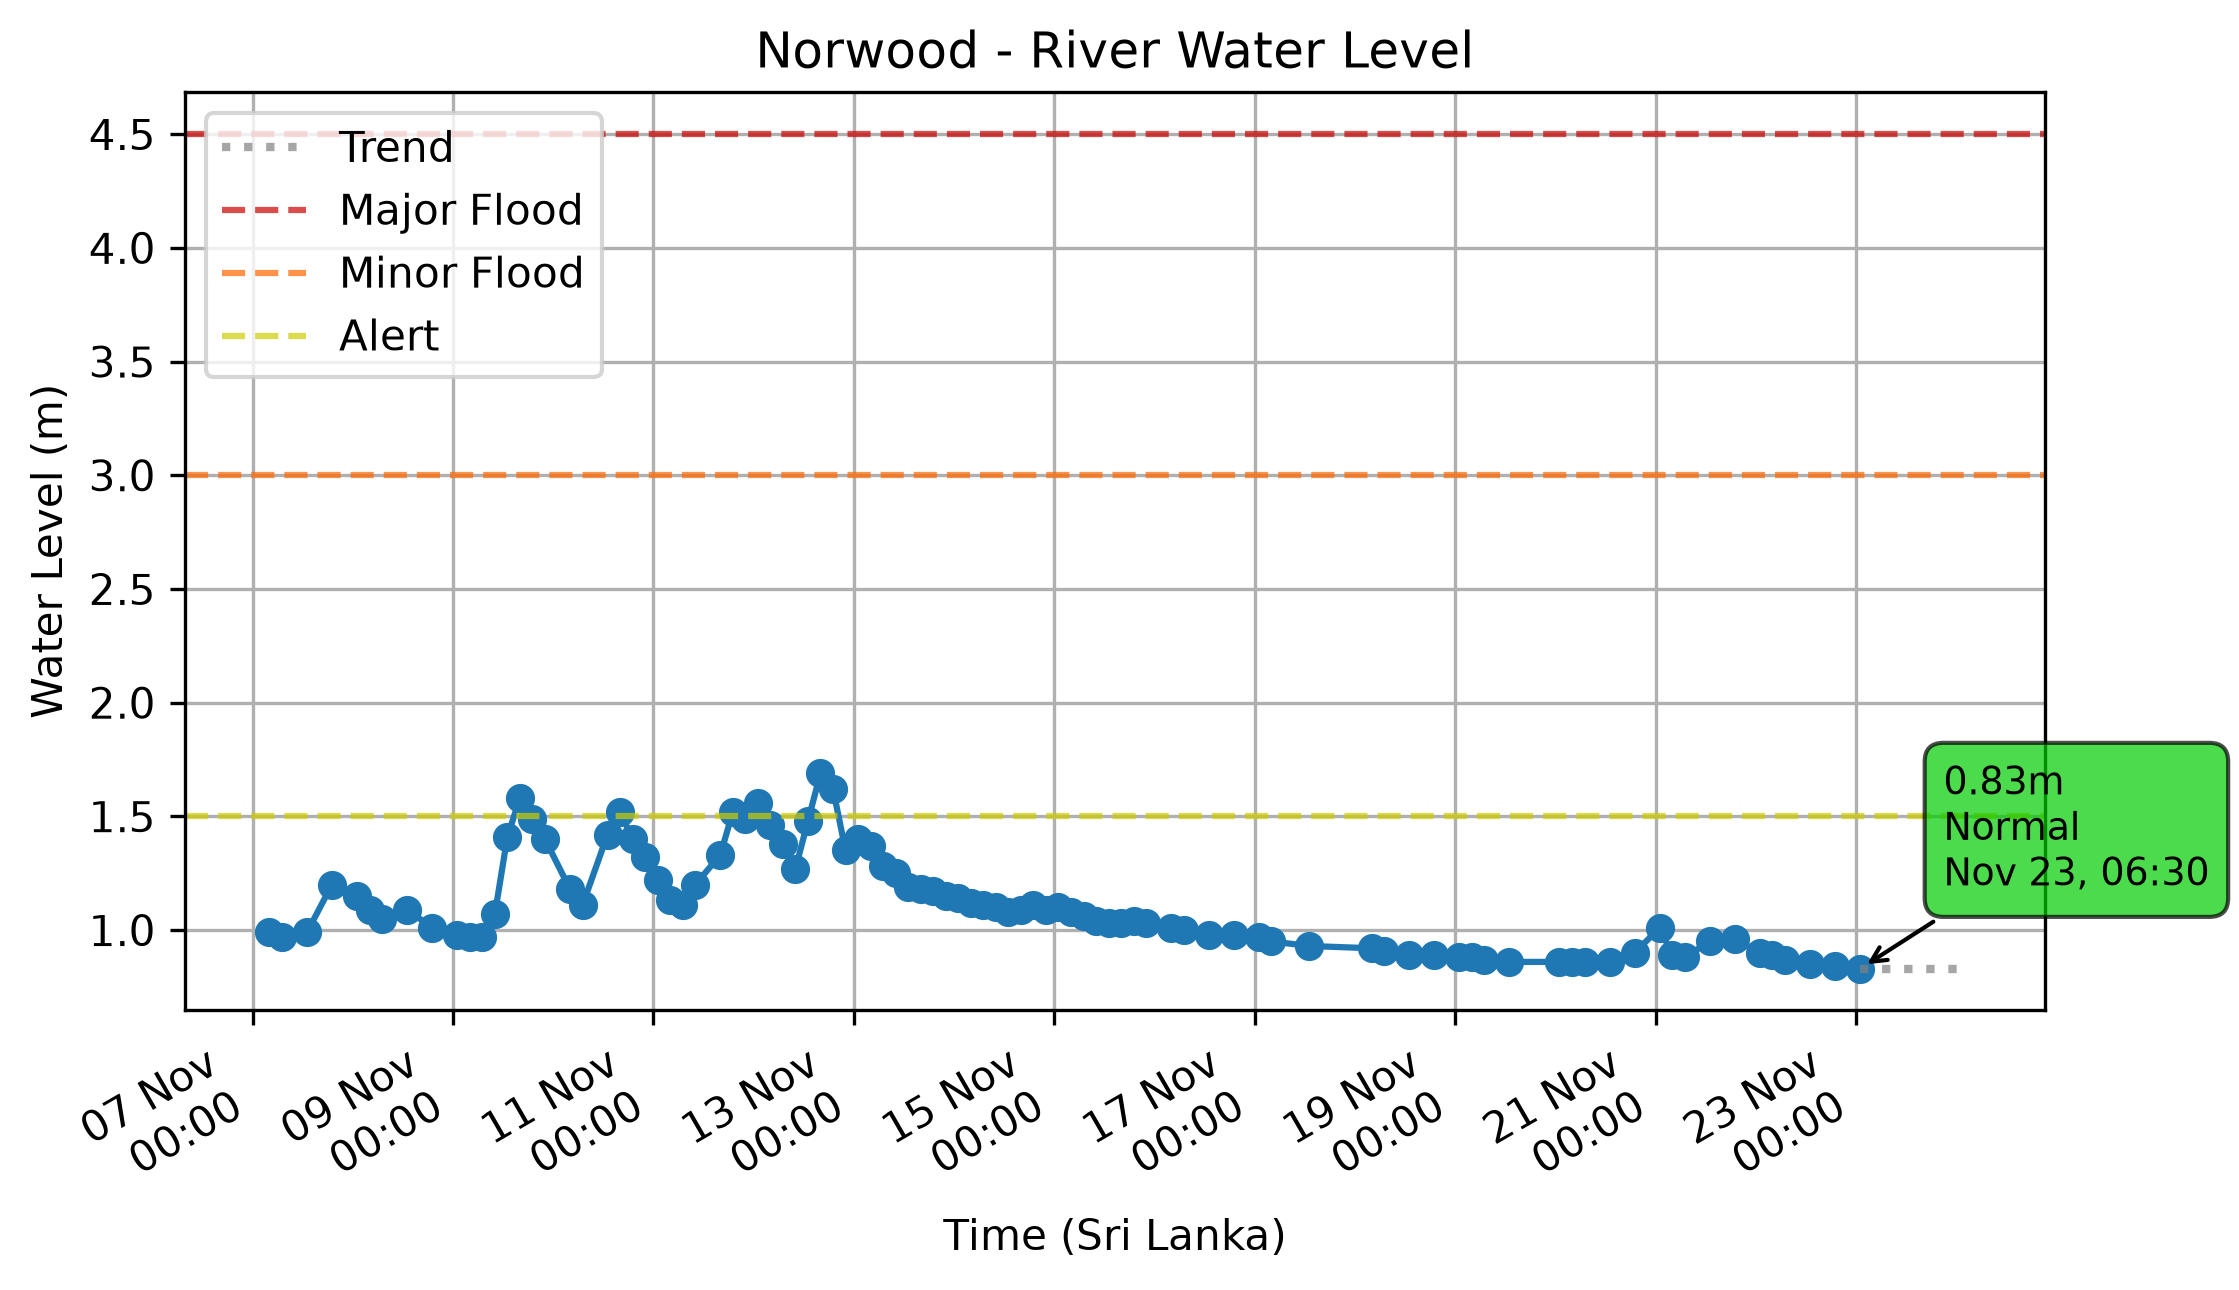 Norwood - River Water Level
Trend
Major Flood
Minor Flood
Alert
Water Level (m)
4.5
4.0
3.5
3.0
2.5
2.0
1.5
1.0
0.83m
Normal
Nov 23, 06:30
07 Nov
00:00
09 Nov
00:00
11 Nov
00:00
13 Nov
00:00
15 Nov
00:00
17 Nov
00:00
19 Nov
00:00
21 Nov
00:00
23 Nov
00:00
Time (Sri Lanka)